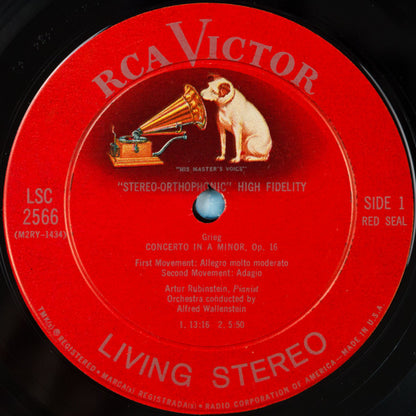 RCA VICTOR
"HIS MASTER'S VOICE"
"STEREO-ORTHOPHONIC" HIGH FIDELITY
LSC
2566
(M2RY-1434)
SIDE 1
RED SEAL
Grieg
CONCERTO IN A MINOR, Op. 16
First Movement: Allegro molto moderato
Second Movement: Adagio
Artur Rubinstein, Pianist
Orchestra conducted by
Alfred Wallenstein
1. 13:16 2. 5:50
LIVING STEREO
TMK(s) ® REGISTERED • MARCA(s) REGISTRADA(s) • RADIO CORPORATION OF AMERICA—MADE IN U.S.A.